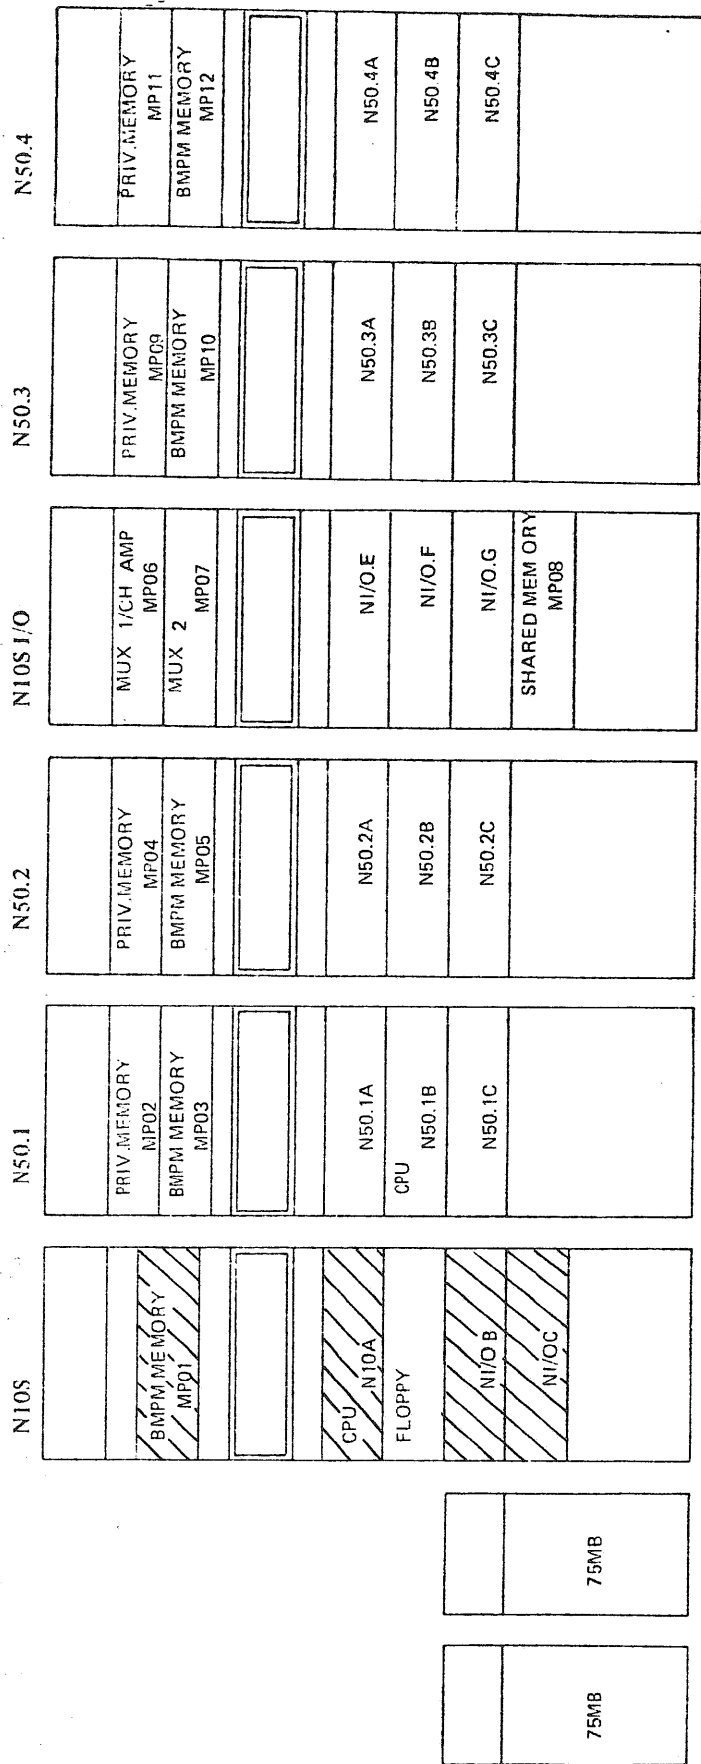 N10S
BMPM MEMORY
MP01
CPU
N10A
FLOPPY
NI/O B
NI/OC
75MB
75MB
N50.1
PRIV.MEMORY
MP02
BMPM MEMORY
MP03
N50.1A
CPU
N50.1B
N50.1C
N50.2
PRIV.MEMORY
MP04
BMPM MEMORY
MP05
N50.2A
N50.2B
N50.2C
N10S I/O
MUX 1/CH AMP
MP06
MUX 2
MP07
NI/O.E
NI/O.F
NI/O.G
SHARED MEMORY
MP08
N50.3
PRIV.MEMORY
MP09
BMPM MEMORY
MP10
N50.3A
N50.3B
N50.3C
N50.4
PRIV.MEMORY
MP11
BMPM MEMORY
MP12
N50.4A
N50.4B
N50.4C